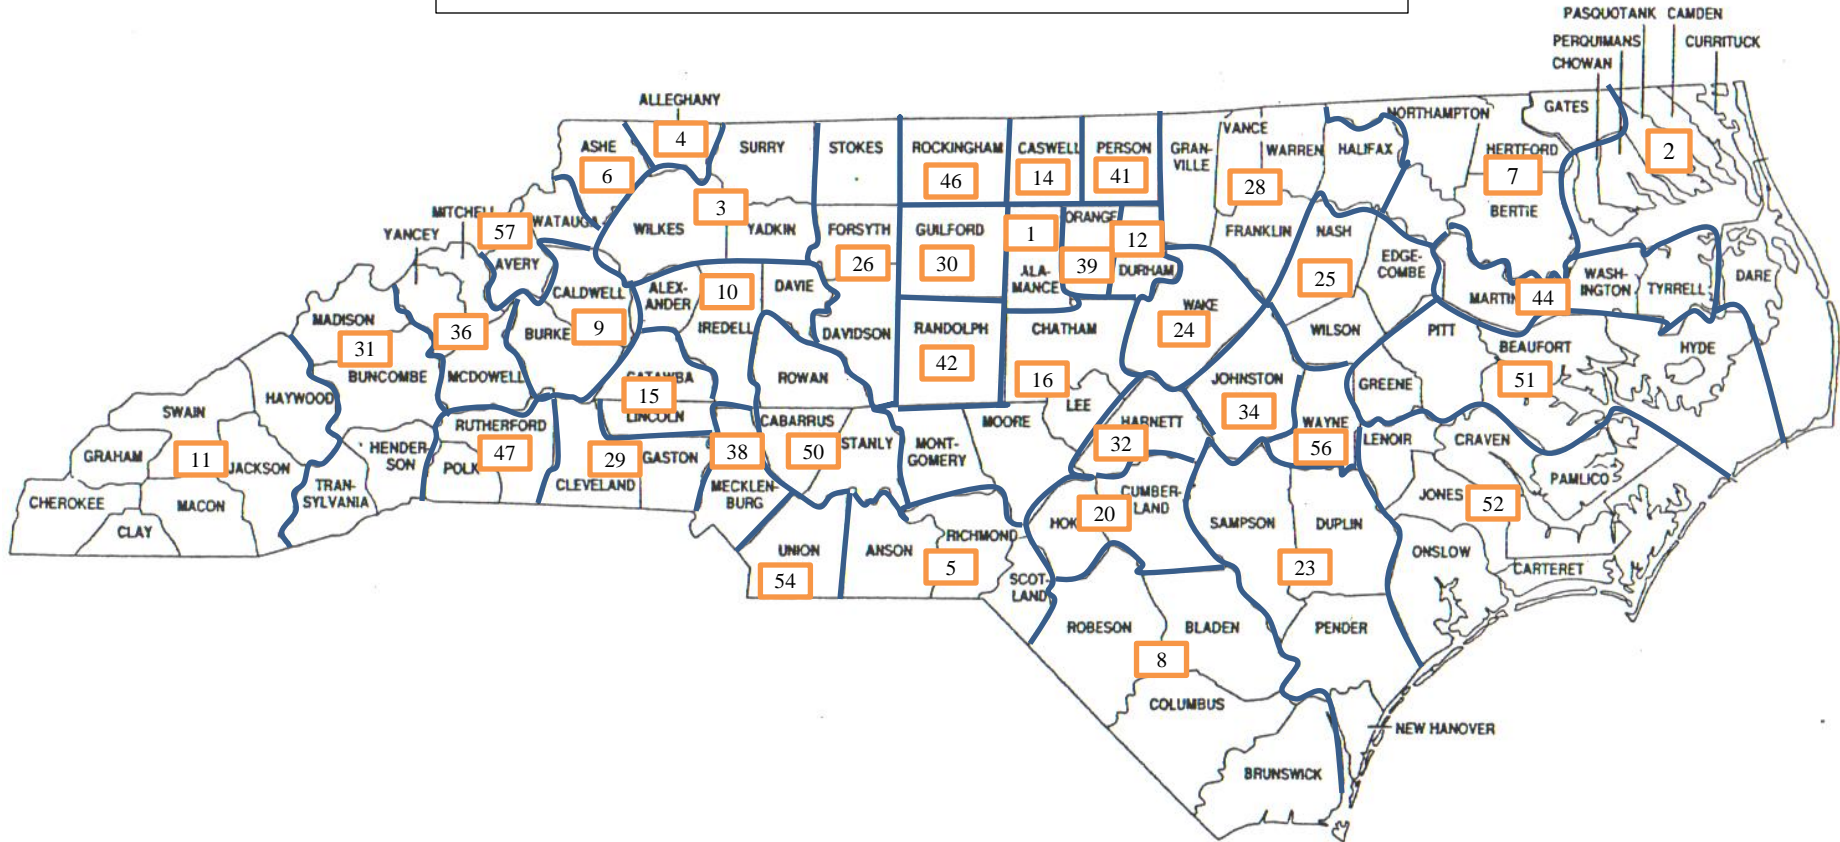 PASQUOTANK CAMDEN
PERQUIMANS CURRITUCK
CHOWAN
ALLEGHANY
4
ASHE
6
SURRY
STOKES
ROCKINGHAM
46
CASWELL
14
PERSON
41
GRAN-
VILLE
VANCE
WARREN
28
HALIFAX
NORTHAMPTON
GATES
HERTFORD
7
BERTIE
2
MITCHELL
57
WATAUGA
YANCEY
AVERY
WILKES
3
YADKIN
FORSYTH
26
GUILFORD
30
1
ALA-
MANCE
ORANGE
39
12
DURHAM
FRANKLIN
NASH
25
EDGE-
COMBE
MARTIN
44
WASH-
INGTON
TYRRELL
DARE
MADISON
31
36
CALDWELL
BURKE
9
ALEX-
ANDER
10
IREDELL
DAVIE
DAVIDSON
RANDOLPH
42
CHATHAM
WAKE
24
WILSON
PITT
BEAUFORT
51
HYDE
BUNCOMBE
MCDOWELL
HAYWOOD
SWAIN
CATAWBA
15
LINCOLN
ROWAN
16
LEE
JOHNSTON
34
GREENE
GRAHAM
11
JACKSON
HENDER-
SON
RUTHERFORD
POLK
47
29
CLEVELAND
GASTON
38
MECKLEN-
BURG
CABARRUS
50
STANLY
MONT-
GOMERY
MOORE
HARNETT
32
WAYNE
56
LENOIR
CRAVEN
PAMLICO
CHEROKEE
MACON
CLAY
TRAN-
SYLVANIA
UNION
54
ANSON
RICHMOND
5
SCOT-
LAND
HOK
20
CUMBER-
LAND
SAMPSON
DUPLIN
23
JONES
52
ONSLOW
CARTERET
ROBESON
BLADEN
8
PENDER
COLUMBUS
NEW HANOVER
BRUNSWICK